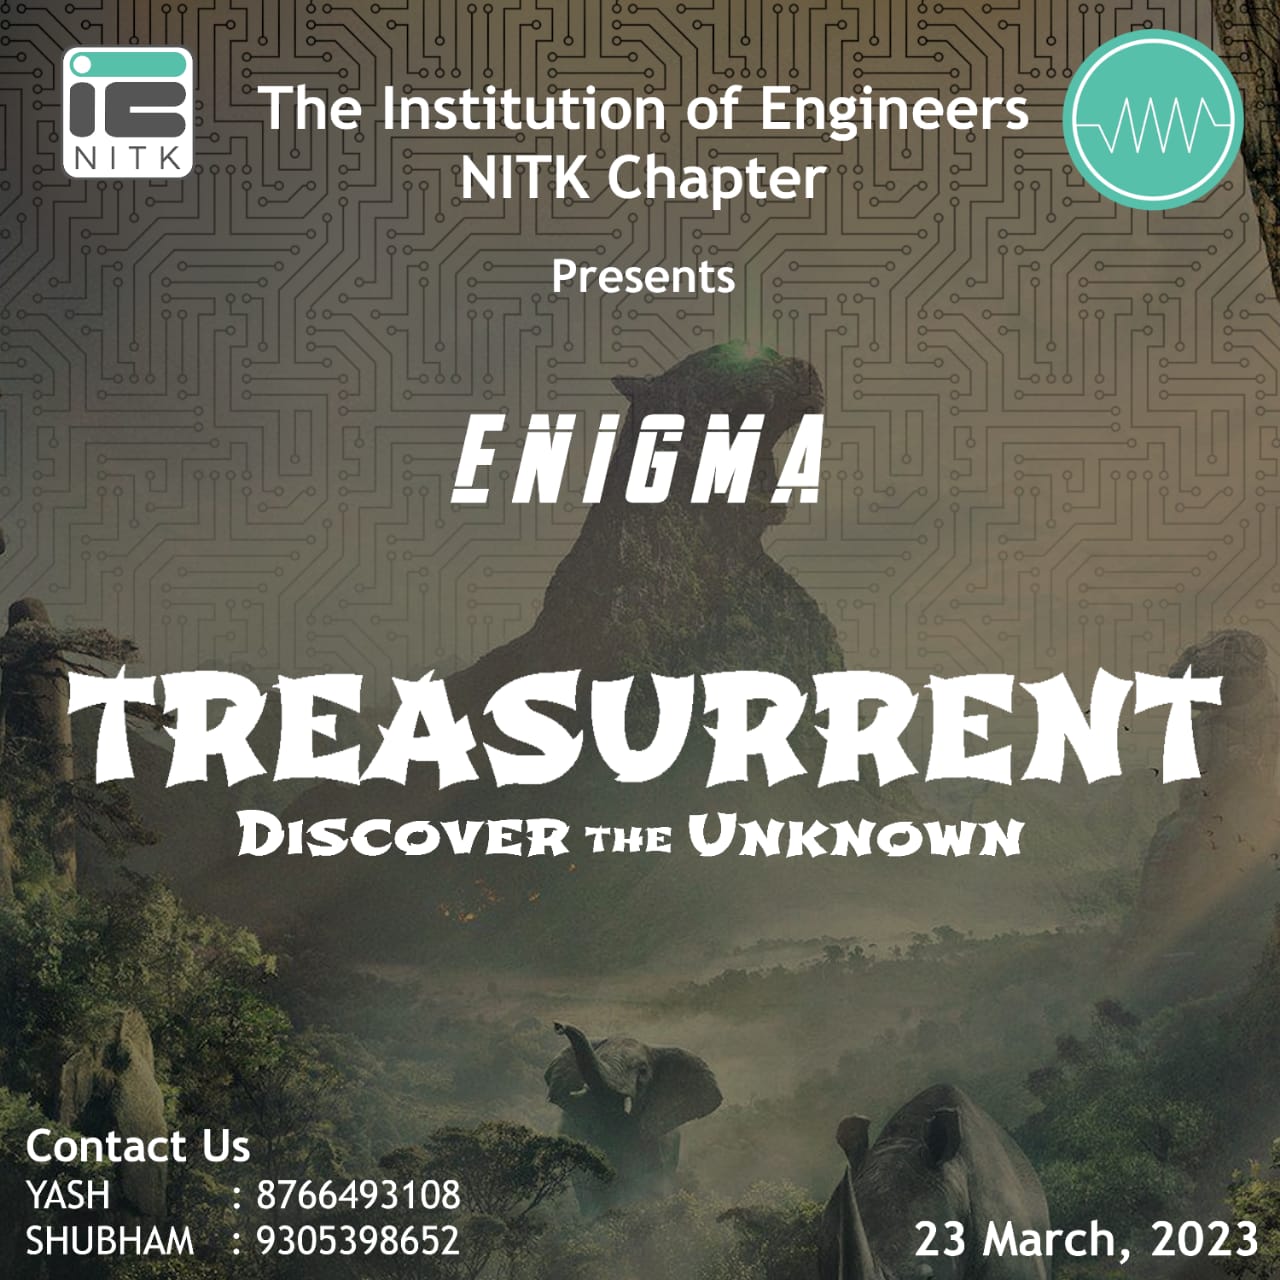 iE
NITK
The Institution of Engineers
NITK Chapter
Presents
ENIGMA
TREASURRENT
DISCOVER THE UNKNOWN
Contact Us
YASH : 8766493108
SHUBHAM : 9305398652
23 March, 2023